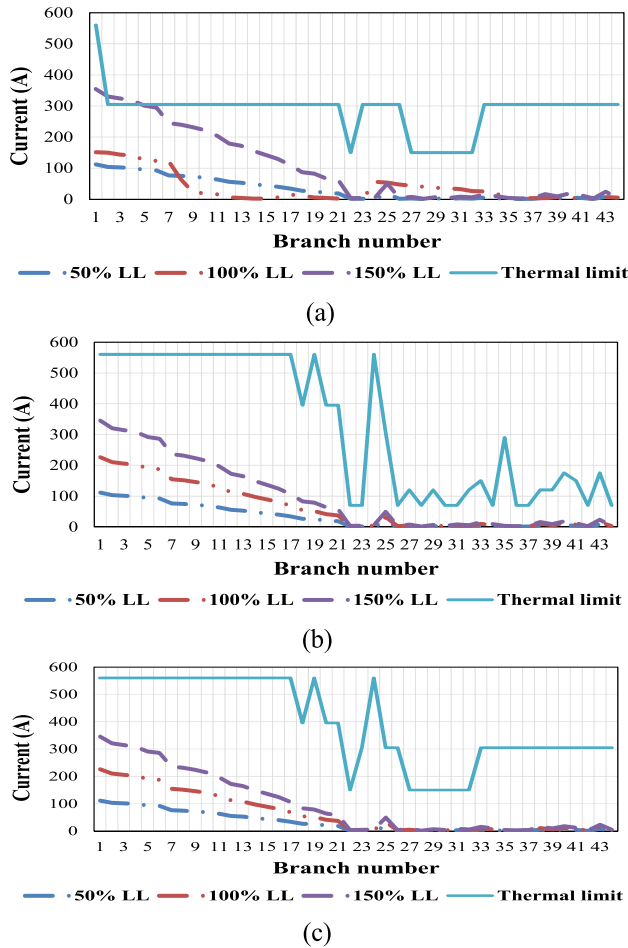 600
500
400
300
200
100
0
Current (A)
1 3 5 7 9 11 13 15 17 19 21 23 25 27 29 31 33 35 37 39 41 43
Branch number
50% LL 100% LL 150% LL Thermal limit
(a)
600
500
400
300
200
100
0
Current (A)
1 3 5 7 9 11 13 15 17 19 21 23 25 27 29 31 33 35 37 39 41 43
Branch number
50% LL 100% LL 150% LL Thermal limit
(b)
600
500
400
300
200
100
0
Current (A)
1 3 5 7 9 11 13 15 17 19 21 23 25 27 29 31 33 35 37 39 41 43
Branch number
50% LL 100% LL 150% LL Thermal limit
(c)